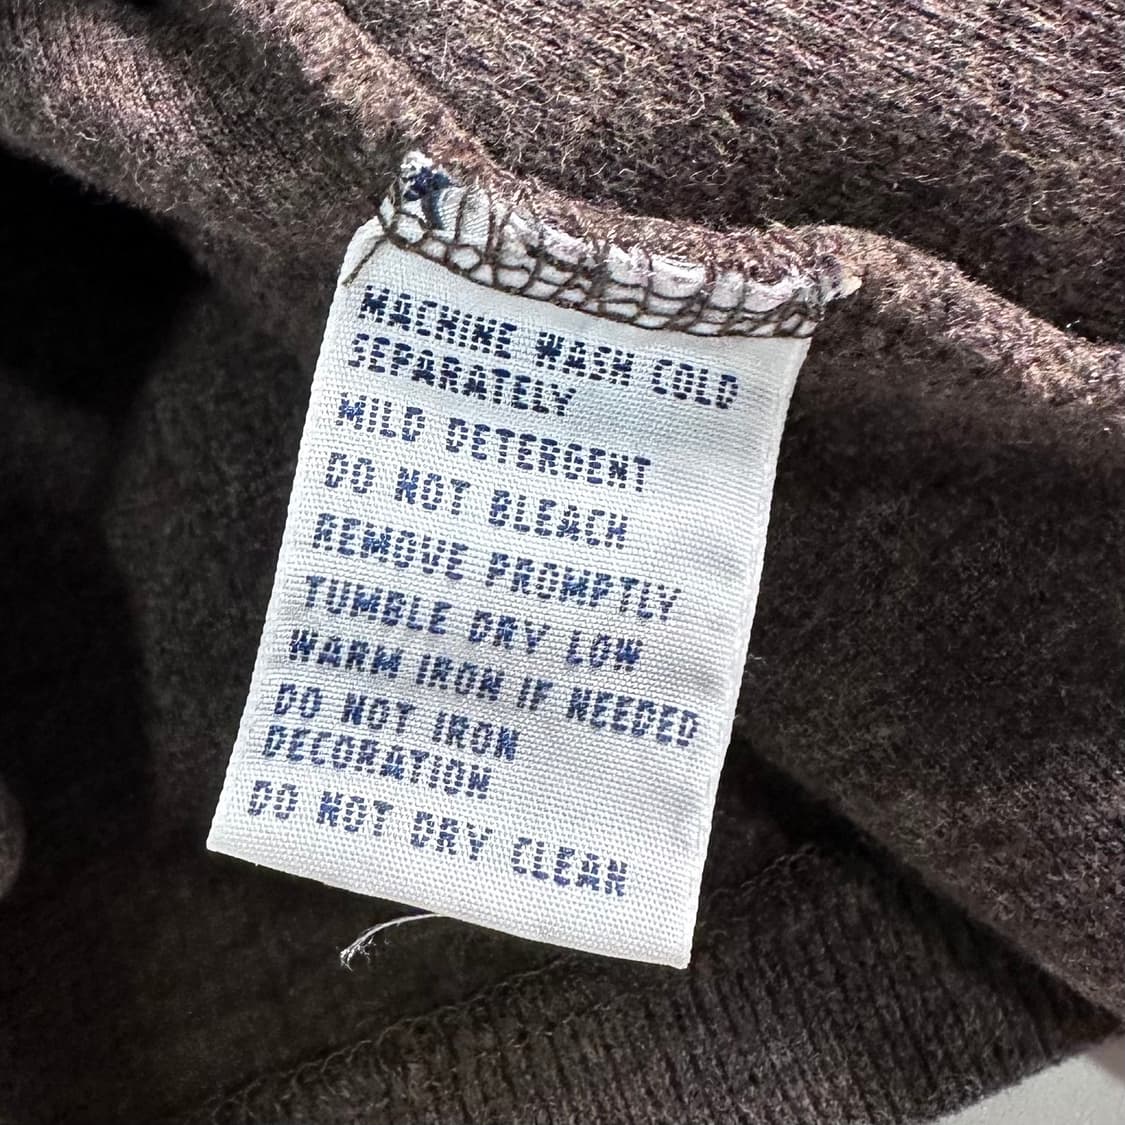 MACHINE WASH COLD
SEPARATELY
MILD DETERGENT
DO NOT BLEACH
REMOVE PROMPTLY
TUMBLE DRY LOW
WARM IRON IF NEEDED
DO NOT IRON
DECORATION
DO NOT DRY CLEAN